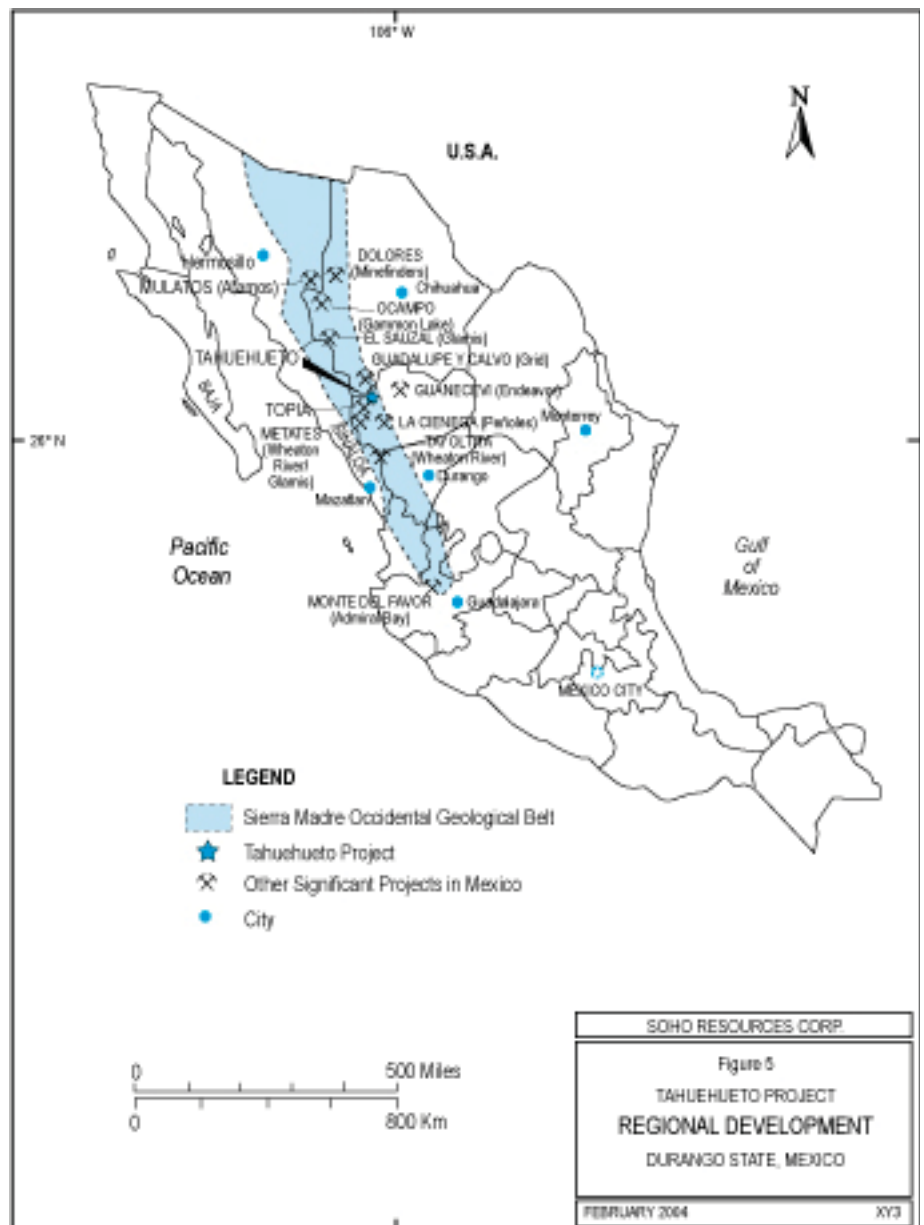 106° W
N
U.S.A.
Hermosillo
DOLORES
(Minefinders)
MULATOS (Alamos)
Chihuahua
OCAMPO
(Gammon Lake)
EL SAUZAL (Glamis)
TAHUEHUETO
GUADALUPE Y CALVO (Grid)
BAJA
GUANECEVI (Endeavor)
TOPIA
LA CIENEGA (Peñoles)
Monterrey
26° N
METATES
(Wheaton
River/
Glamis)
SINALOA
(Wheaton River)
Durango
Mazatlan
Pacific
Ocean
Gulf
of
Mexico
MONTE DEL FAVOR
(Admiral Bay)
Guadalajara
MEXICO CITY
LEGEND
Sierra Madre Occidental Geological Belt
Tahuehueto Project
Other Significant Projects in Mexico
City
0
500 Miles
0
800 Km
SOHO RESOURCES CORP.
Figure 5
TAHUEHUETO PROJECT
REGIONAL DEVELOPMENT
DURANGO STATE, MEXICO
FEBRUARY 2004
XY3